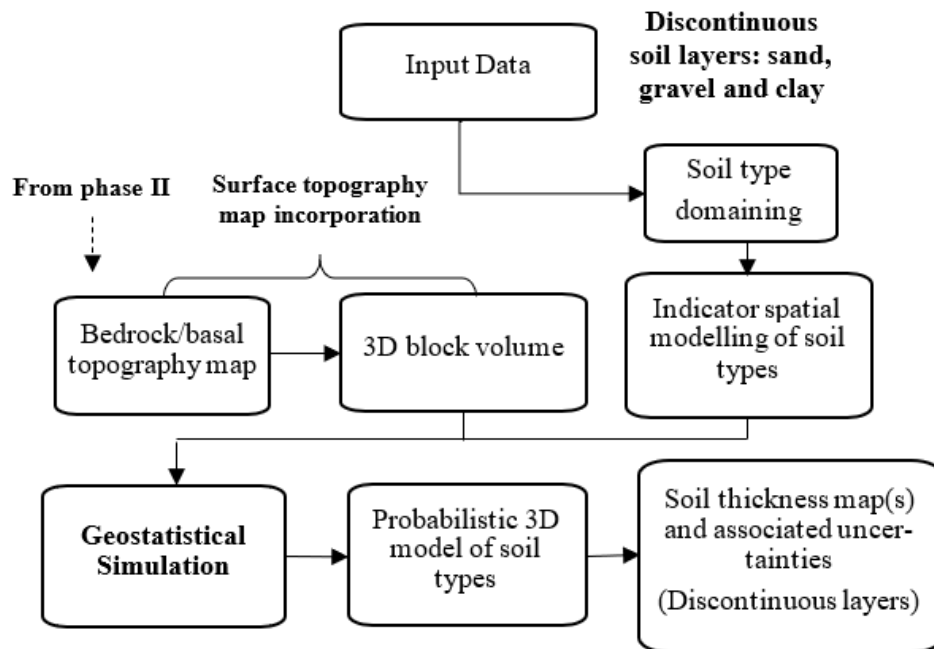 Input Data
Discontinuous
soil layers: sand,
gravel and clay
Soil type
domaining
From phase II
Surface topography
map incorporation
Bedrock/basal
topography map
3D block volume
Indicator spatial
modelling of soil
types
Geostatistical
Simulation
Probabilistic 3D
model of soil
types
Soil thickness map(s)
and associated uncer-
tainties
(Discontinuous layers)